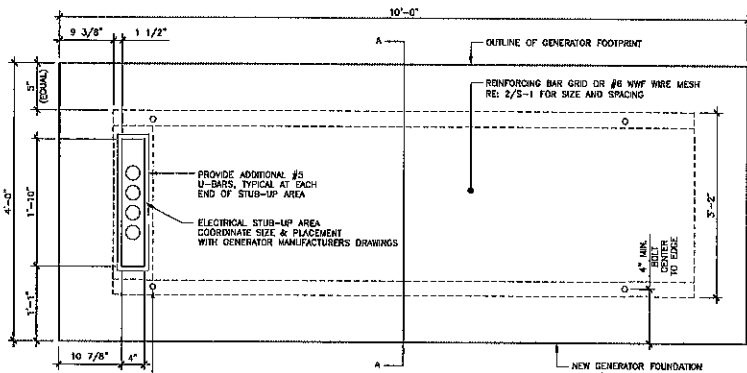 10'-0"
9 3/8"
1 1/2"
A
OUTLINE OF GENERATOR FOOTPRINT
5"
(EQUAL)
REINFORCING BAR GRID OR #6 WWF WIRE MESH
RE: 2/S-1 FOR SIZE AND SPACING
PROVIDE ADDITIONAL #5
U-BARS, TYPICAL AT EACH
END OF STUB-UP AREA
4'-0"
1'-10"
3'-2"
ELECTRICAL STUB-UP AREA
COORDINATE SIZE & PLACEMENT
WITH GENERATOR MANUFACTURERS DRAWINGS
4" MIN.
BOLT
CENTER
TO EDGE
1'-1"
10 7/8"
4"
A
NEW GENERATOR FOUNDATION